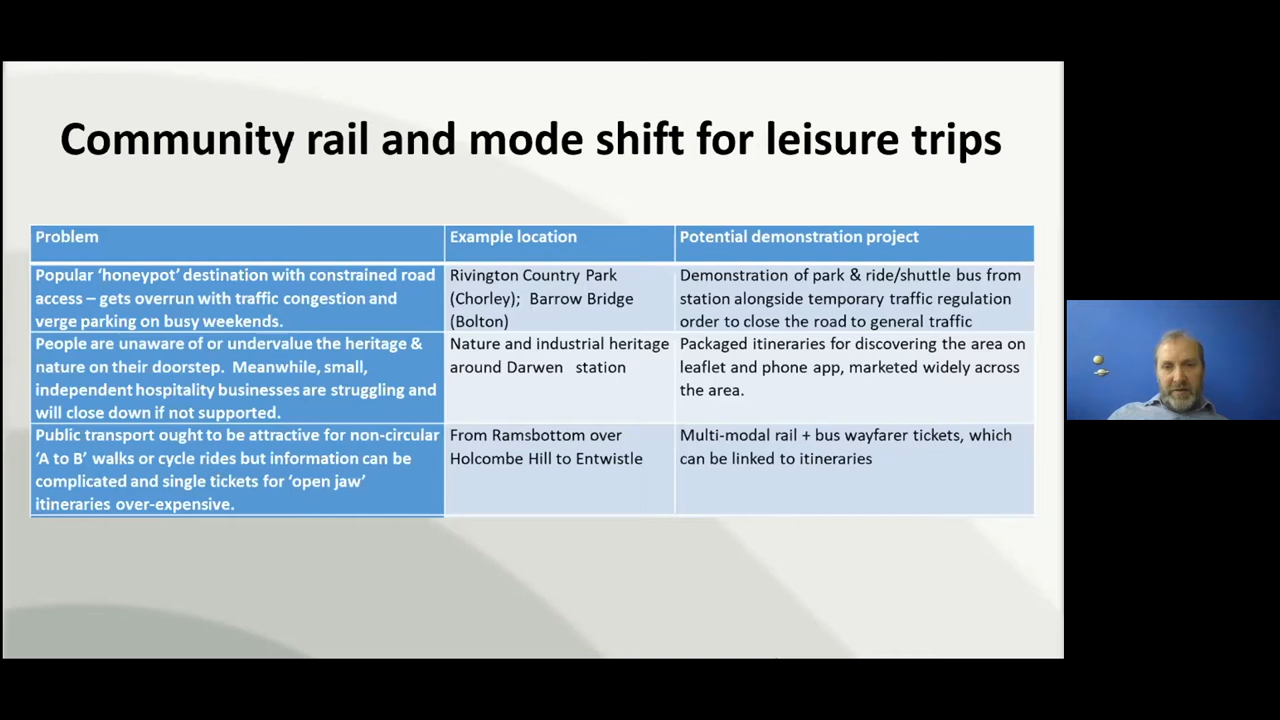 Community rail and mode shift for leisure trips
Problem
Example location
Potential demonstration project
Popular ‘honeypot’ destination with constrained road
access – gets overrun with traffic congestion and
verge parking on busy weekends.
Rivington Country Park
(Chorley);  Barrow Bridge
(Bolton)
Demonstration of park & ride/shuttle bus from
station alongside temporary traffic regulation
order to close the road to general traffic
People are unaware of or undervalue the heritage &
nature on their doorstep.  Meanwhile, small,
independent hospitality businesses are struggling and
will close down if not supported.
Nature and industrial heritage
around Darwen  station
Packaged itineraries for discovering the area on
leaflet and phone app, marketed widely across
the area.
Public transport ought to be attractive for non-circular
‘A to B’ walks or cycle rides but information can be
complicated and single tickets for ‘open jaw’
itineraries over-expensive.
From Ramsbottom over
Holcombe Hill to Entwistle
Multi-modal rail + bus wayfarer tickets, which
can be linked to itineraries